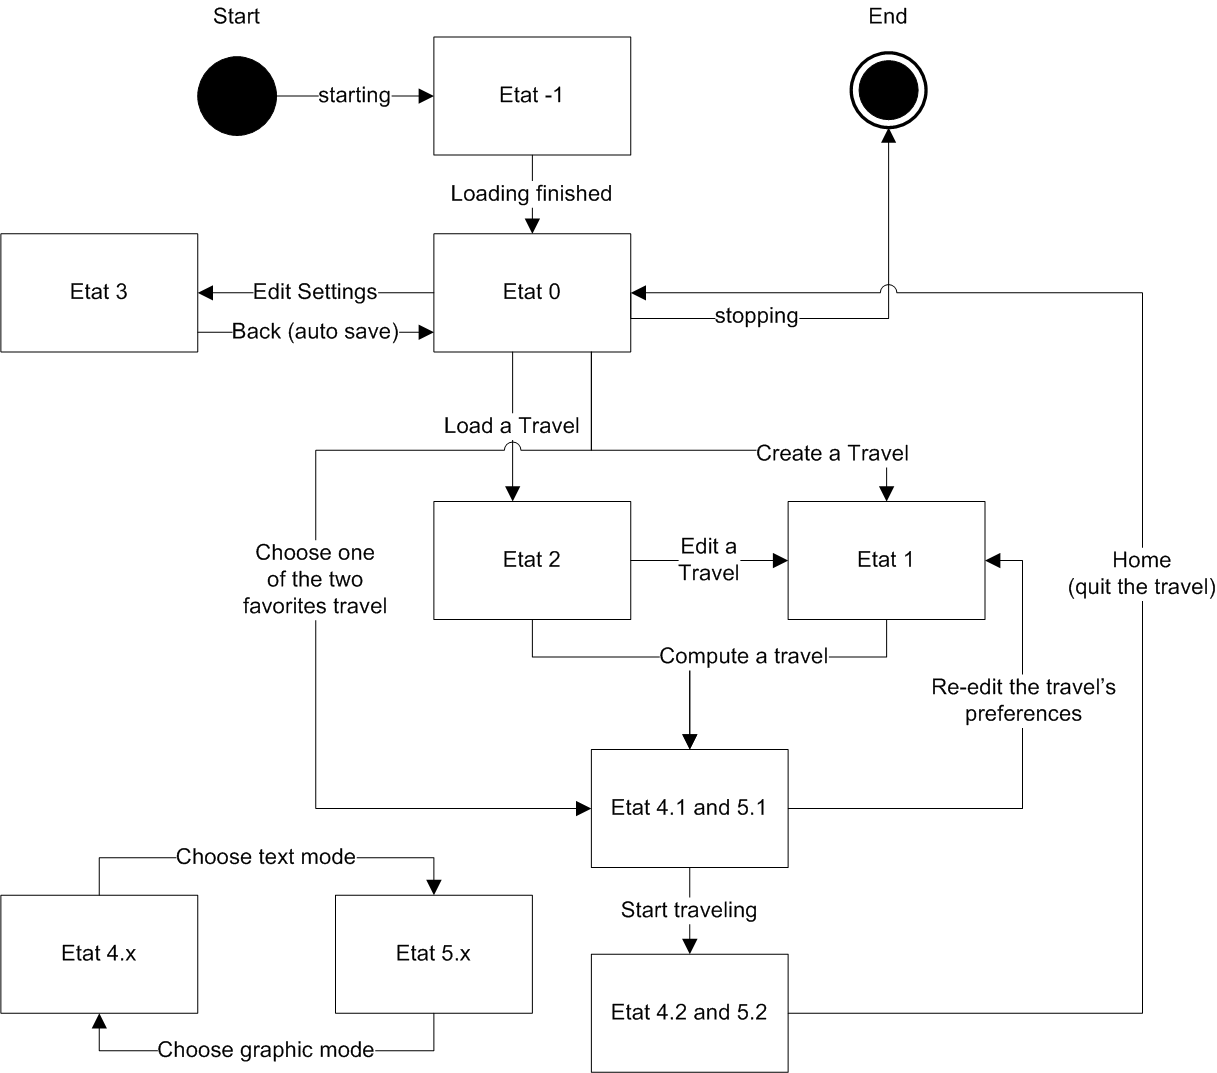 Start
End
starting
Etat -1
Loading finished
Etat 3
Edit Settings
Etat 0
Back (auto save)
stopping
Load a Travel
Create a Travel
Choose one
of the two
favorites travel
Etat 2
Edit a
Travel
Etat 1
Home
(quit the travel)
Compute a travel
Re-edit the travel's
preferences
Etat 4.1 and 5.1
Choose text mode
Start traveling
Etat 4.x
Etat 5.x
Etat 4.2 and 5.2
Choose graphic mode